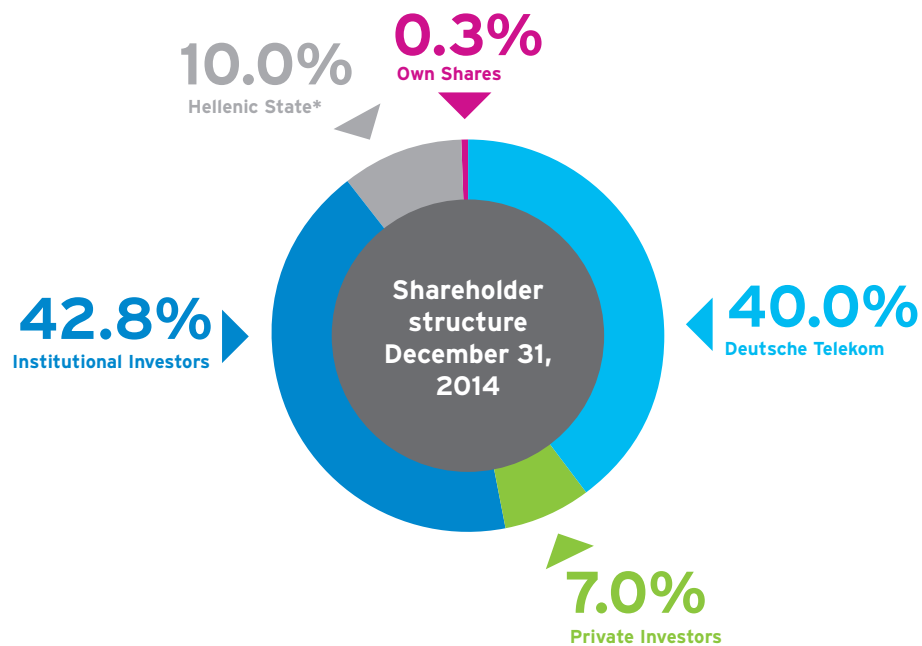 0.3%
Own Shares
10.0%
Hellenic State*
42.8%
Institutional Investors
Shareholder
structure
December 31,
2014
40.0%
Deutsche Telekom
7.0%
Private Investors